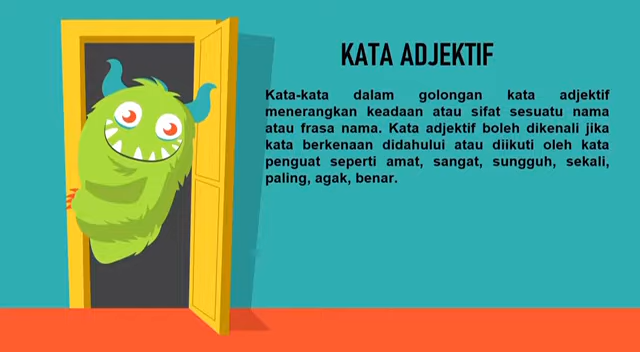 KATA ADJEKTIF
Kata-kata dalam golongan kata adjektif
menerangkan keadaan atau sifat sesuatu nama
atau frasa nama. Kata adjektif boleh dikenali jika
kata berkenaan didahului atau diikuti oleh kata
penguat seperti amat, sangat, sungguh, sekali,
paling, agak, benar.